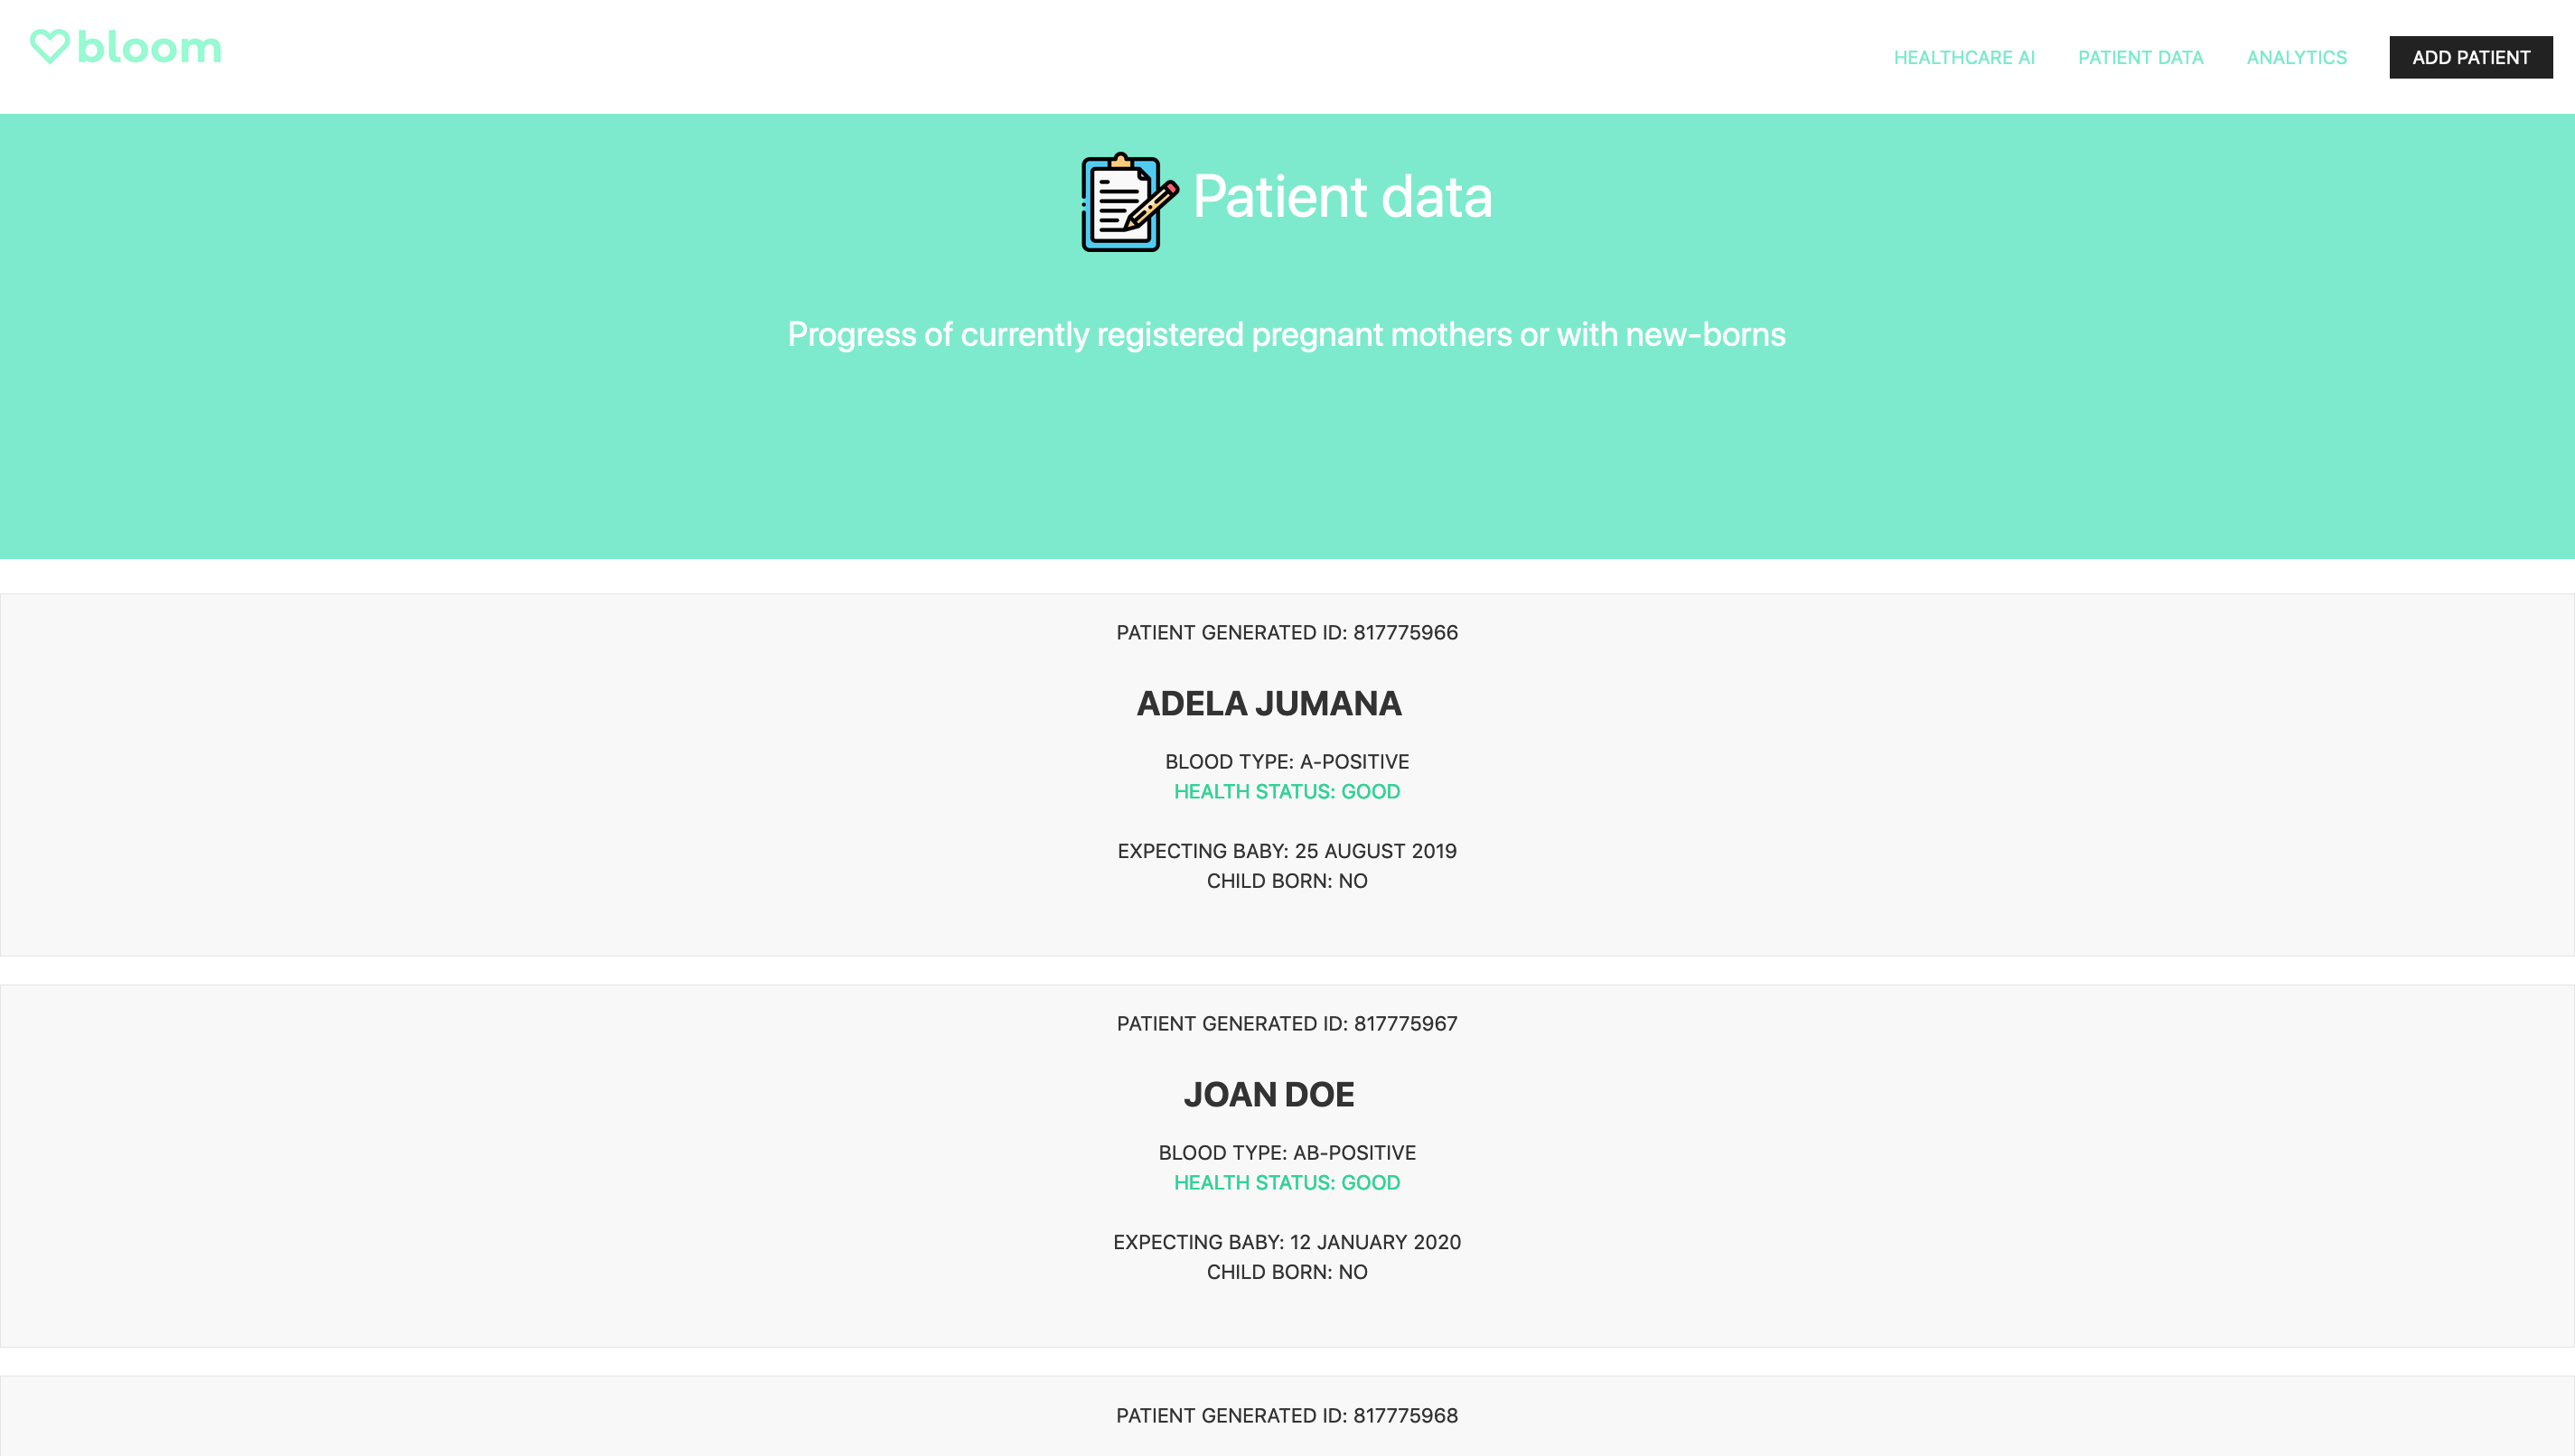 bloom
HEALTHCARE AI PATIENT DATA ANALYTICS ADD PATIENT
Patient data
Progress of currently registered pregnant mothers or with new-borns
PATIENT GENERATED ID: 817775966
ADELA JUMANA
BLOOD TYPE: A-POSITIVE
HEALTH STATUS: GOOD
EXPECTING BABY: 25 AUGUST 2019
CHILD BORN: NO
PATIENT GENERATED ID: 817775967
JOAN DOE
BLOOD TYPE: AB-POSITIVE
HEALTH STATUS: GOOD
EXPECTING BABY: 12 JANUARY 2020
CHILD BORN: NO
PATIENT GENERATED ID: 817775968